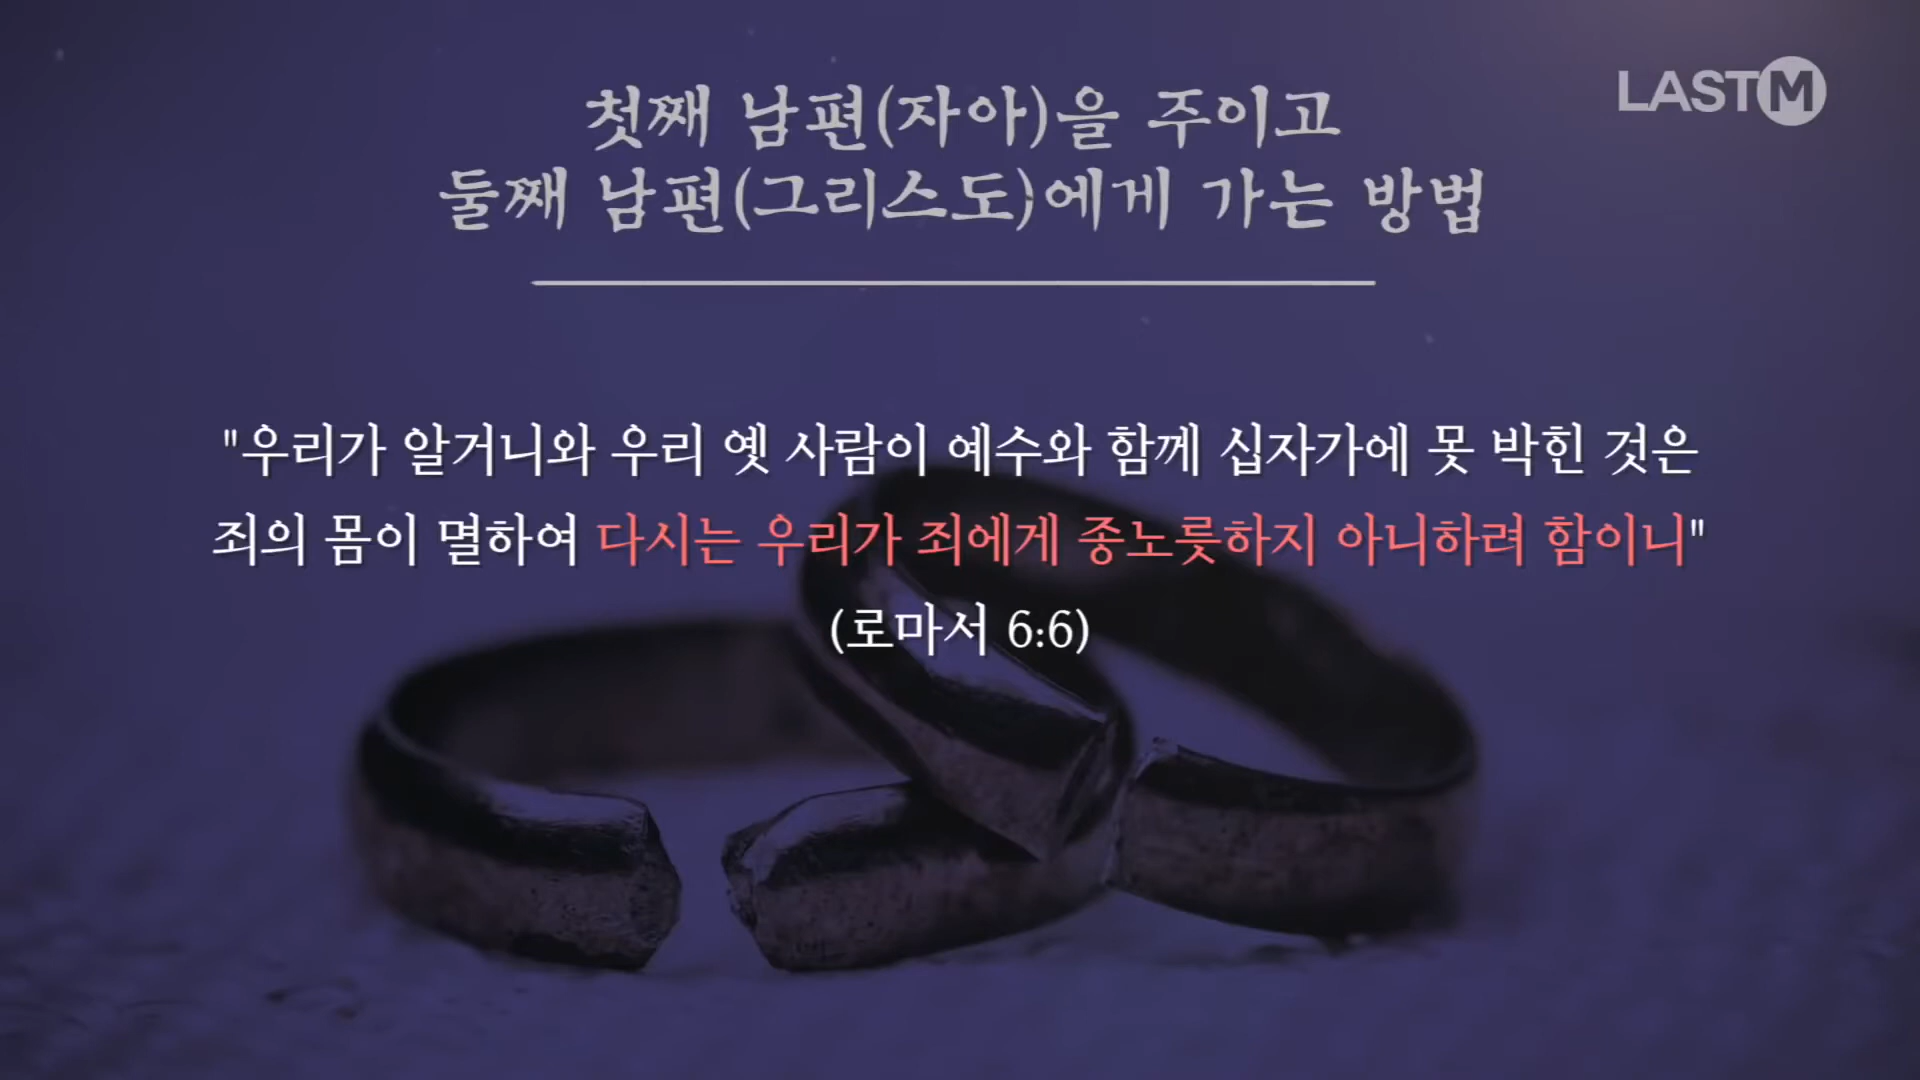 첫째 남편(자아)을 주이고
둘째 남편(그리스도)에게 가는 방법
LASTM
"우리가 알거니와 우리 옛 사람이 예수와 함께 십자가에 못 박힌 것은
죄의 몸이 멸하여 다시는 우리가 죄에게 종노릇하지 아니하려 함이니"
(로마서 6:6)